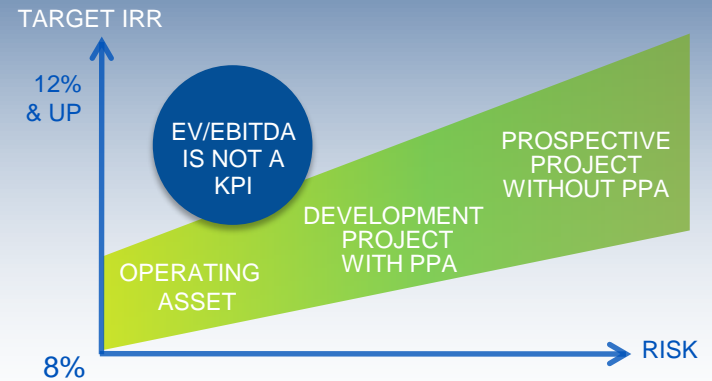 TARGET IRR
12%
& UP
EV/EBITDA
IS NOT A
KPI
PROSPECTIVE
PROJECT
WITHOUT PPA
DEVELOPMENT
PROJECT
WITH PPA
OPERATING
ASSET
RISK
8%